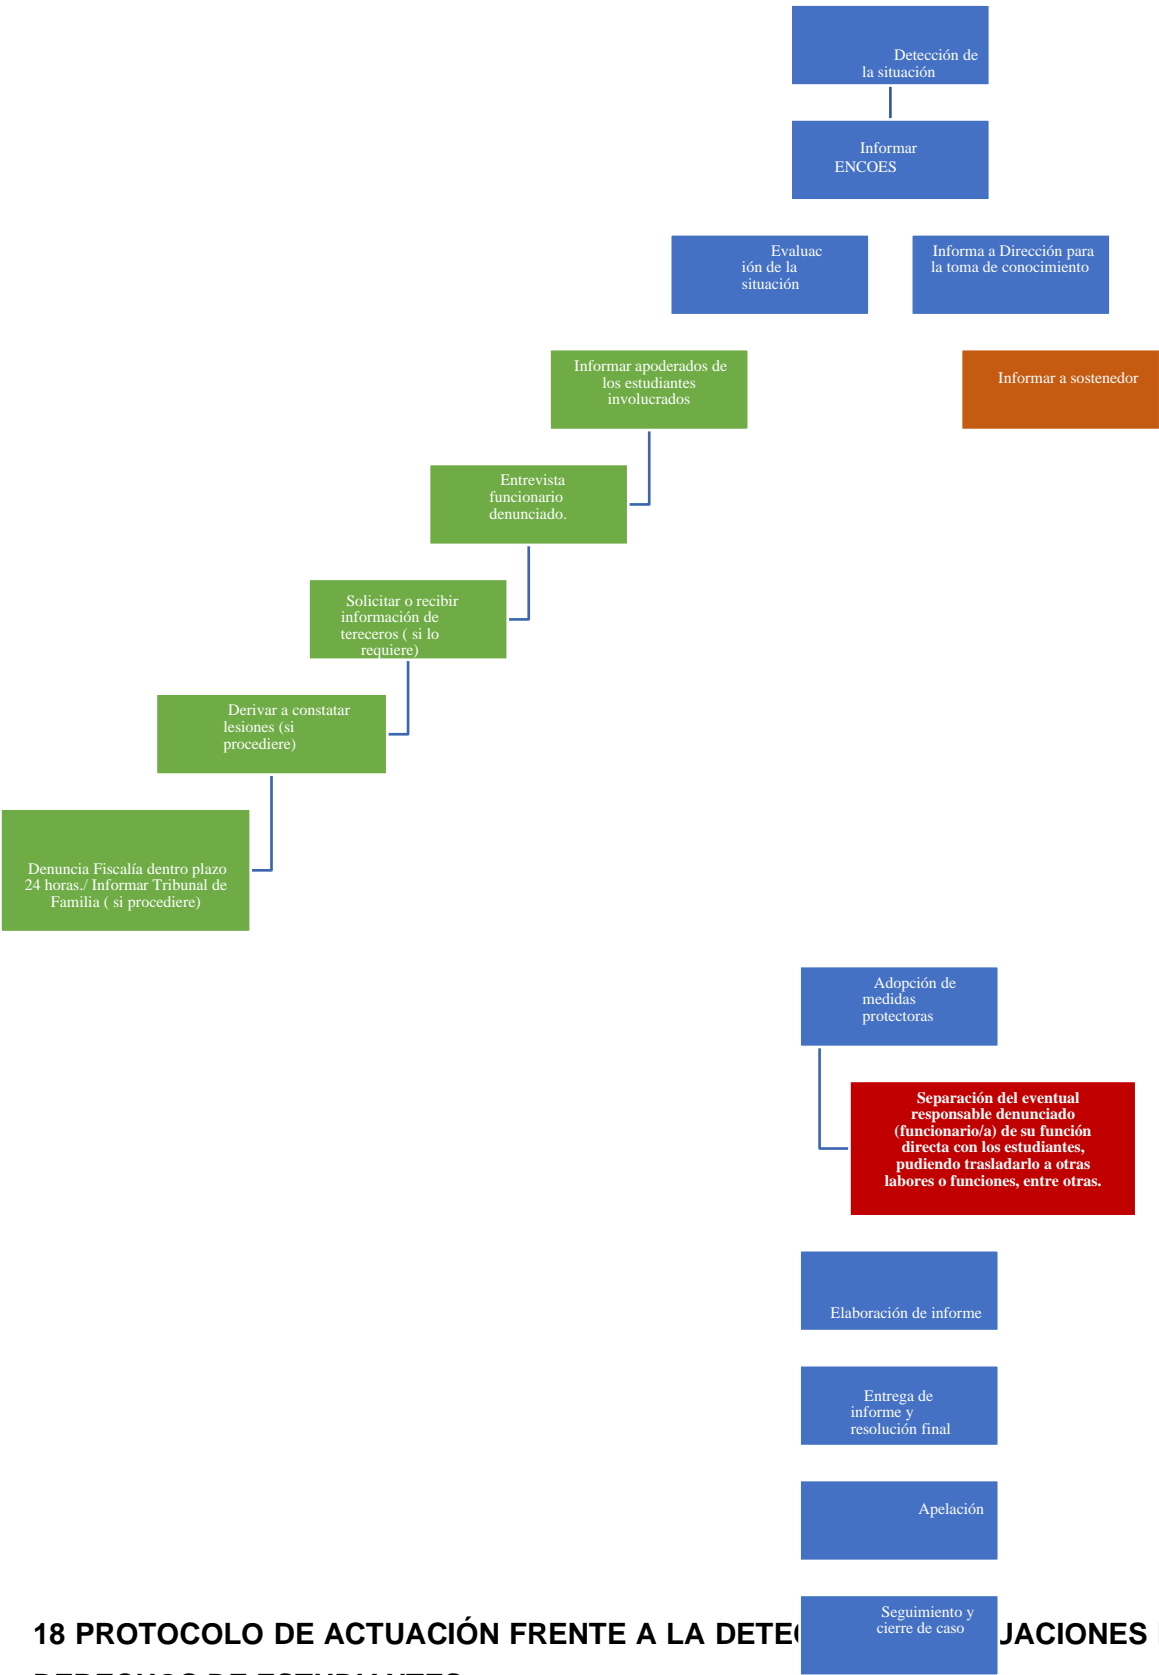 Detección de
la situación
Informar
ENCOES
Evaluac
ión de la
situación
Informa a Dirección para
la toma de conocimiento
Informar apoderados de
los estudiantes
involucrados
Informar a sostenedor
Entrevista
funcionario
denunciado.
Solicitar o recibir
información de
tereceros ( si lo
requiere)
Derivar a constatar
lesiones (si
procediere)
Denuncia Fiscalía dentro plazo
24 horas./ Informar Tribunal de
Familia ( si procediere)
Adopción de
medidas
protectoras
Separación del eventual
responsable denunciado
(funcionario/a) de su función
directa con los estudiantes,
pudiendo trasladarlo a otras
labores o funciones, entre otras.
Elaboración de informe
Entrega de
informe y
resolución final
Apelación
Seguimiento y
cierre de caso
18 PROTOCOLO DE ACTUACIÓN FRENTE A LA